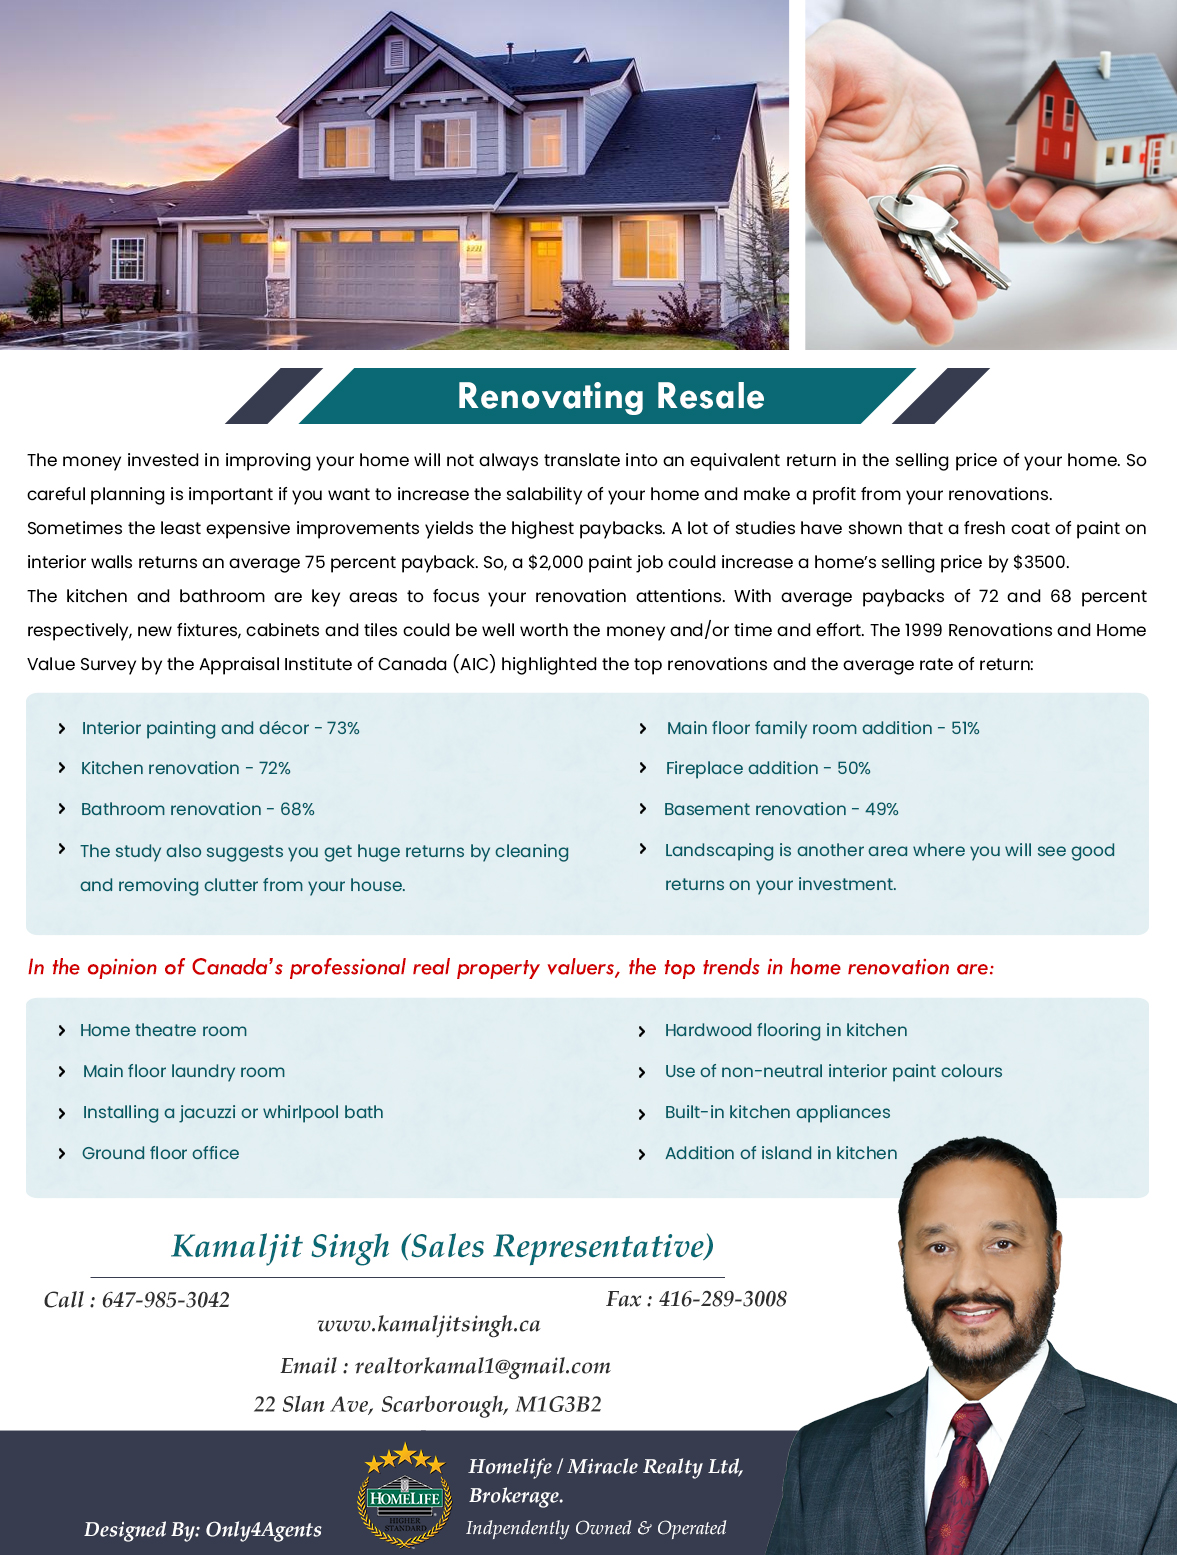 Renovating Resale
The money invested in improving your home will not always translate into an equivalent return in the selling price of your home. So
careful planning is important if you want to increase the salability of your home and make a profit from your renovations.
Sometimes the least expensive improvements yields the highest paybacks. A lot of studies have shown that a fresh coat of paint on
interior walls returns an average 75 percent payback. So, a $2,000 paint job could increase a home’s selling price by $3500.
The kitchen and bathroom are key areas to focus your renovation attentions. With average paybacks of 72 and 68 percent
respectively, new fixtures, cabinets and tiles could be well worth the money and/or time and effort. The 1999 Renovations and Home
Value Survey by the Appraisal Institute of Canada (AIC) highlighted the top renovations and the average rate of return:
Interior painting and décor - 73%
Kitchen renovation - 72%
Bathroom renovation - 68%
The study also suggests you get huge returns by cleaning
and removing clutter from your house.
Main floor family room addition - 51%
Fireplace addition - 50%
Basement renovation - 49%
Landscaping is another area where you will see good
returns on your investment.
In the opinion of Canada’s professional real property valuers, the top trends in home renovation are:
Home theatre room
Main floor laundry room
Installing a jacuzzi or whirlpool bath
Ground floor office
Hardwood flooring in kitchen
Use of non-neutral interior paint colours
Built-in kitchen appliances
Addition of island in kitchen
Kamaljit Singh (Sales Representative)
Call : 647-985-3042
Fax : 416-289-3008
www.kamaljitsingh.ca
Email : realtorkamal1@gmail.com
22 Slan Ave, Scarborough, M1G3B2
Designed By: Only4Agents
HOMELIFE
HIGHER
STANDARDS
Homelife / Miracle Realty Ltd,
Brokerage.
Indpendently Owned & Operated